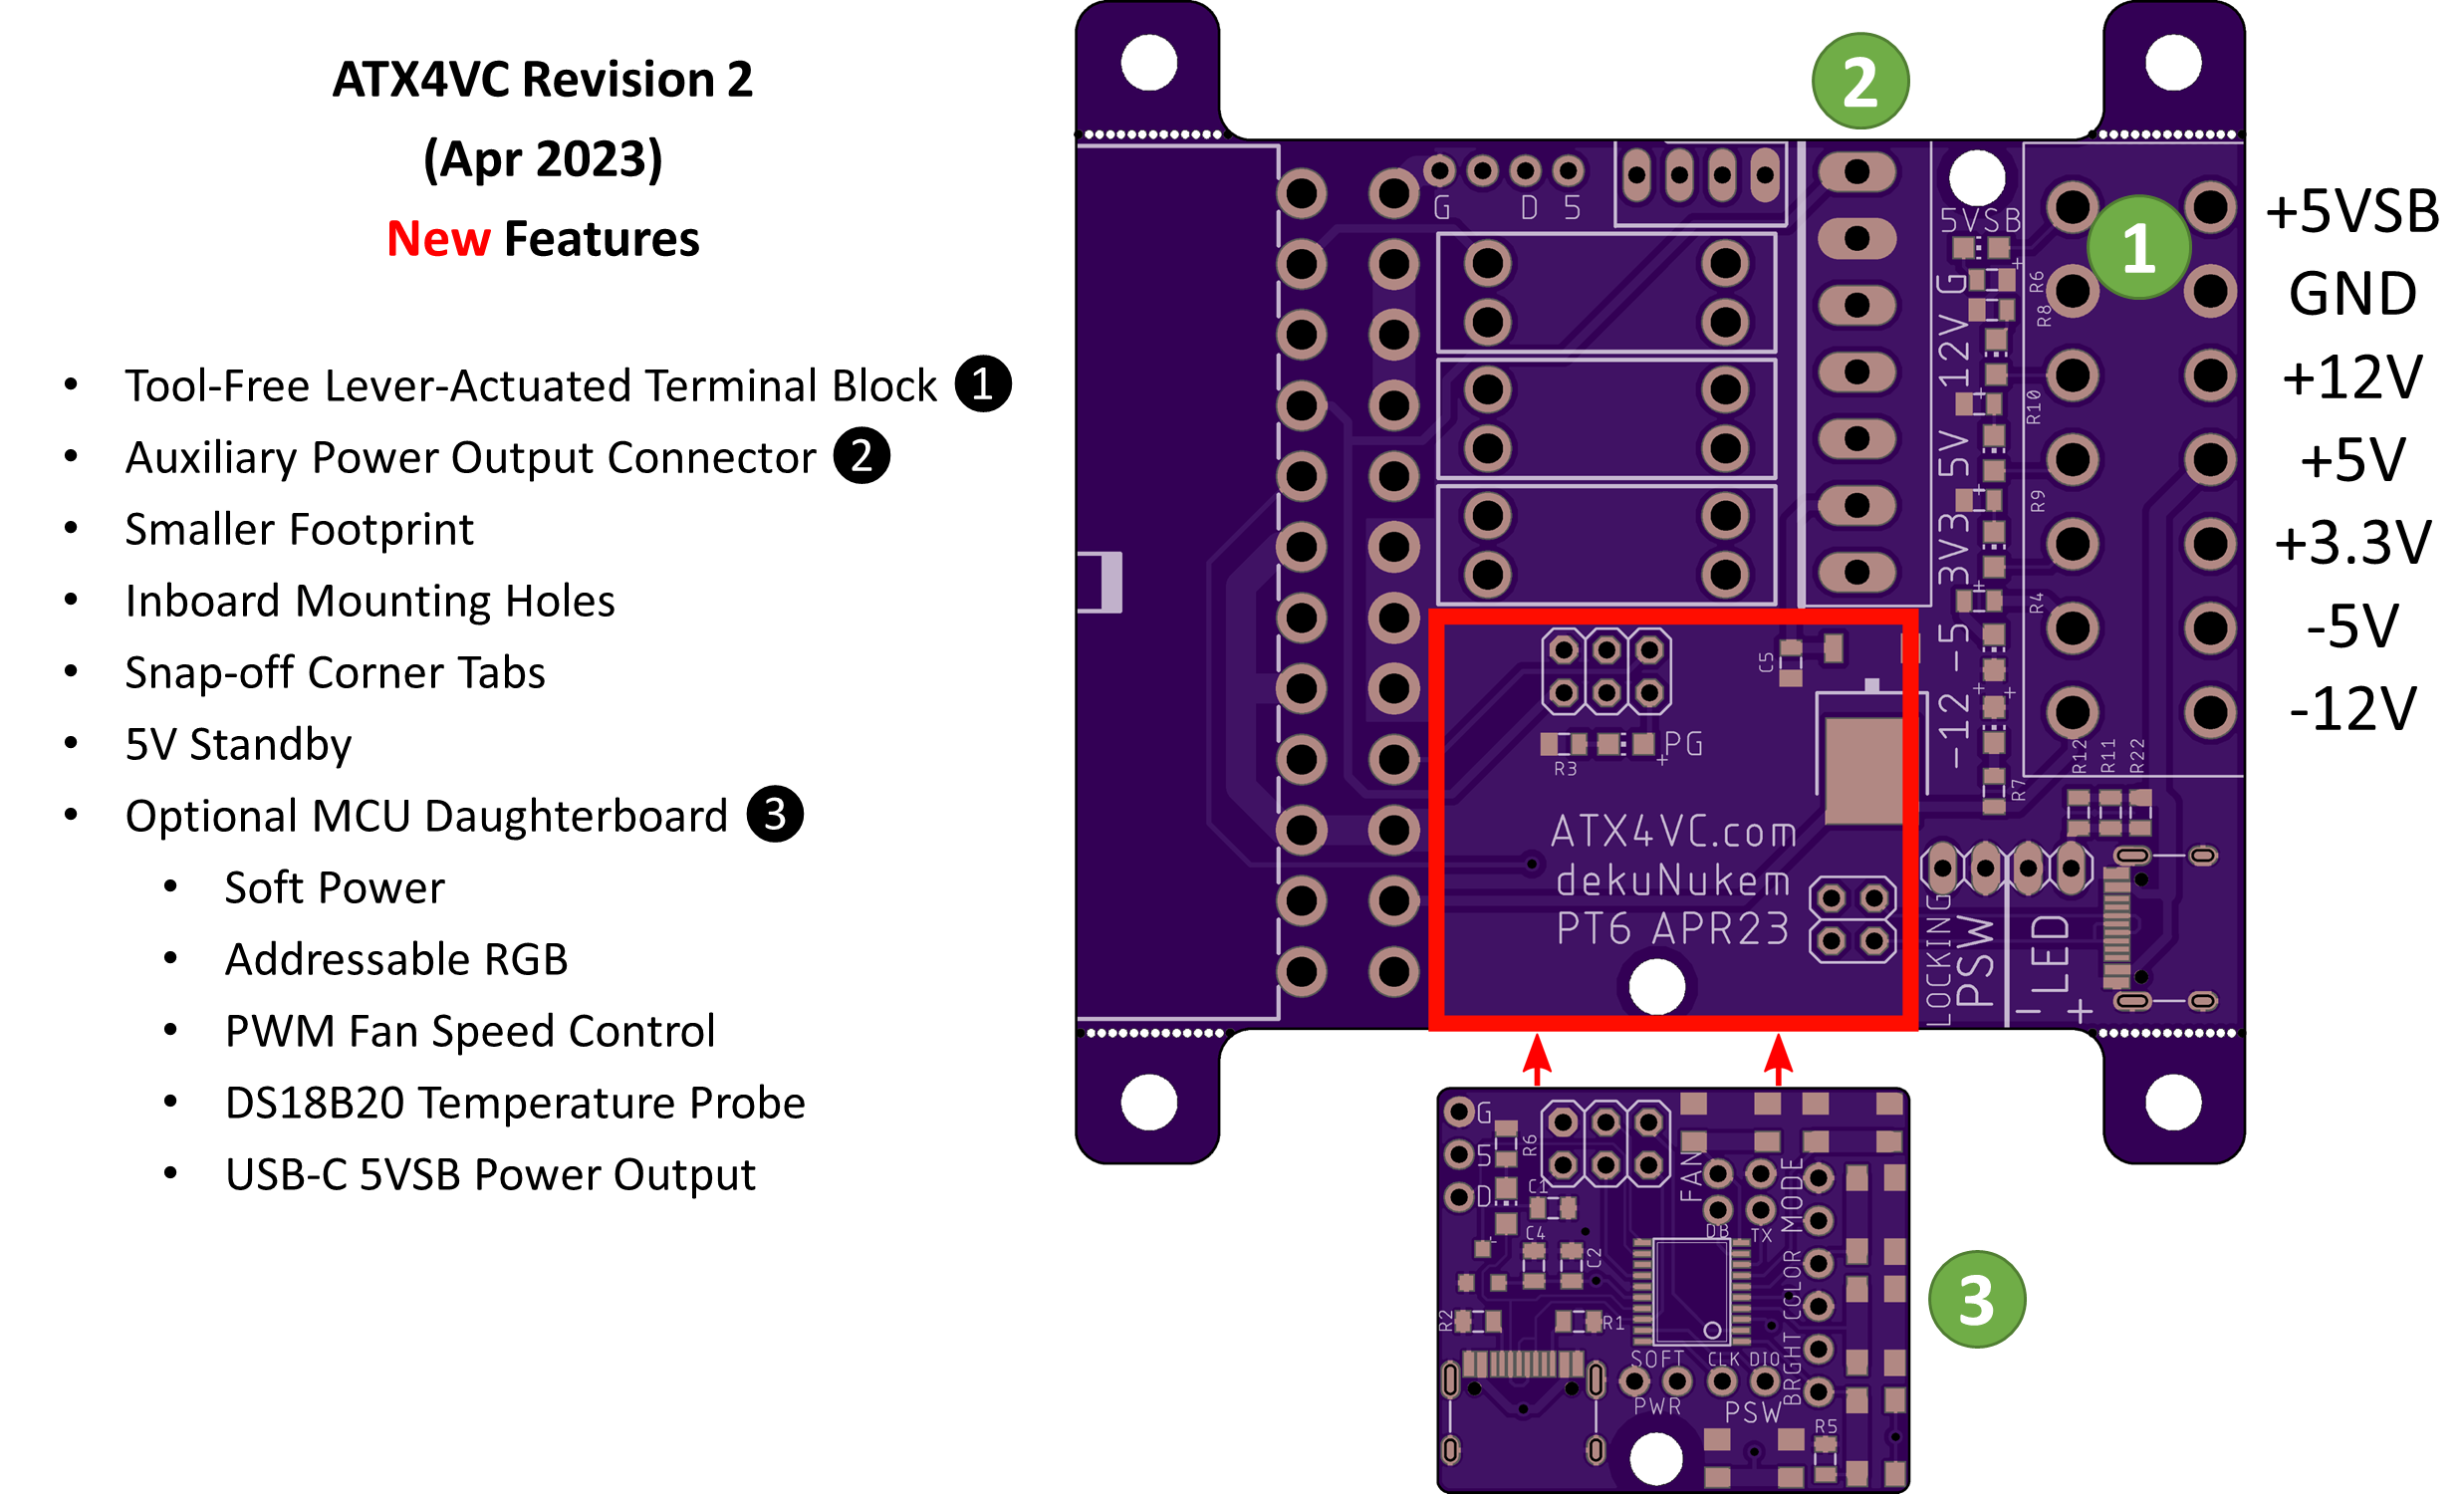 ATX4VC Revision 2
(Apr 2023)
New Features
• Tool-Free Lever-Actuated Terminal Block 1
• Auxiliary Power Output Connector 2
• Smaller Footprint
• Inboard Mounting Holes
• Snap-off Corner Tabs
• 5V Standby
• Optional MCU Daughterboard 3
• Soft Power
• Addressable RGB
• PWM Fan Speed Control
• DS18B20 Temperature Probe
• USB-C 5VSB Power Output
2
1
G D 5
5VSB
G
12V
5V
3V3
-5
-12
R6
R8
R10
R9
R4
R7
R12
R11
R22
+5VSB
GND
+12V
+5V
+3.3V
-5V
-12V
C5
R3
PG
+
ATX4VC.com
dekuNukem
PT6 APR23
LOCKING
PSW
LED
- +
G
5
D
R6
C1
C4
C2
R2
R1
FAN
DB
TX
MODE
COLOR
BRGHT
SOFT
PWR
CLK
DIO
PSW
R5
3